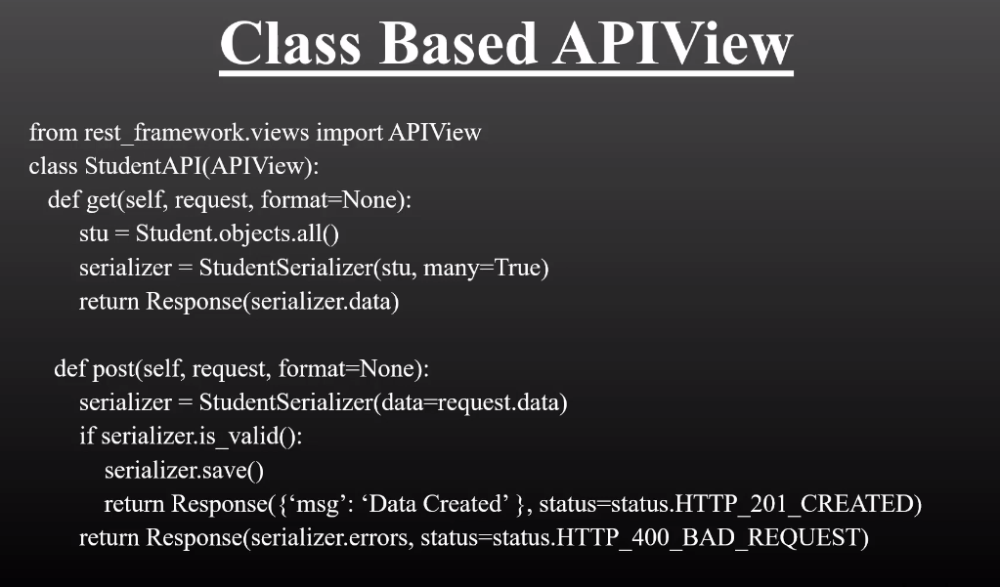 Class Based APIView
from rest_framework.views import APIView
class StudentAPI(APIView):
def get(self, request, format=None):
stu = Student.objects.all()
serializer = StudentSerializer(stu, many=True)
return Response(serializer.data)
def post(self, request, format=None):
serializer = StudentSerializer(data=request.data)
if serializer.is_valid():
serializer.save()
return Response({‘msg’: ‘Data Created’ }, status=status.HTTP_201_CREATED)
return Response(serializer.errors, status=status.HTTP_400_BAD_REQUEST)